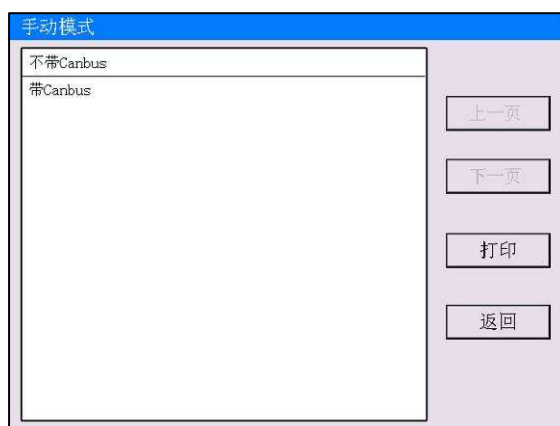 手动模式
不带Canbus
带Canbus
上一页
下一页
打印
返回